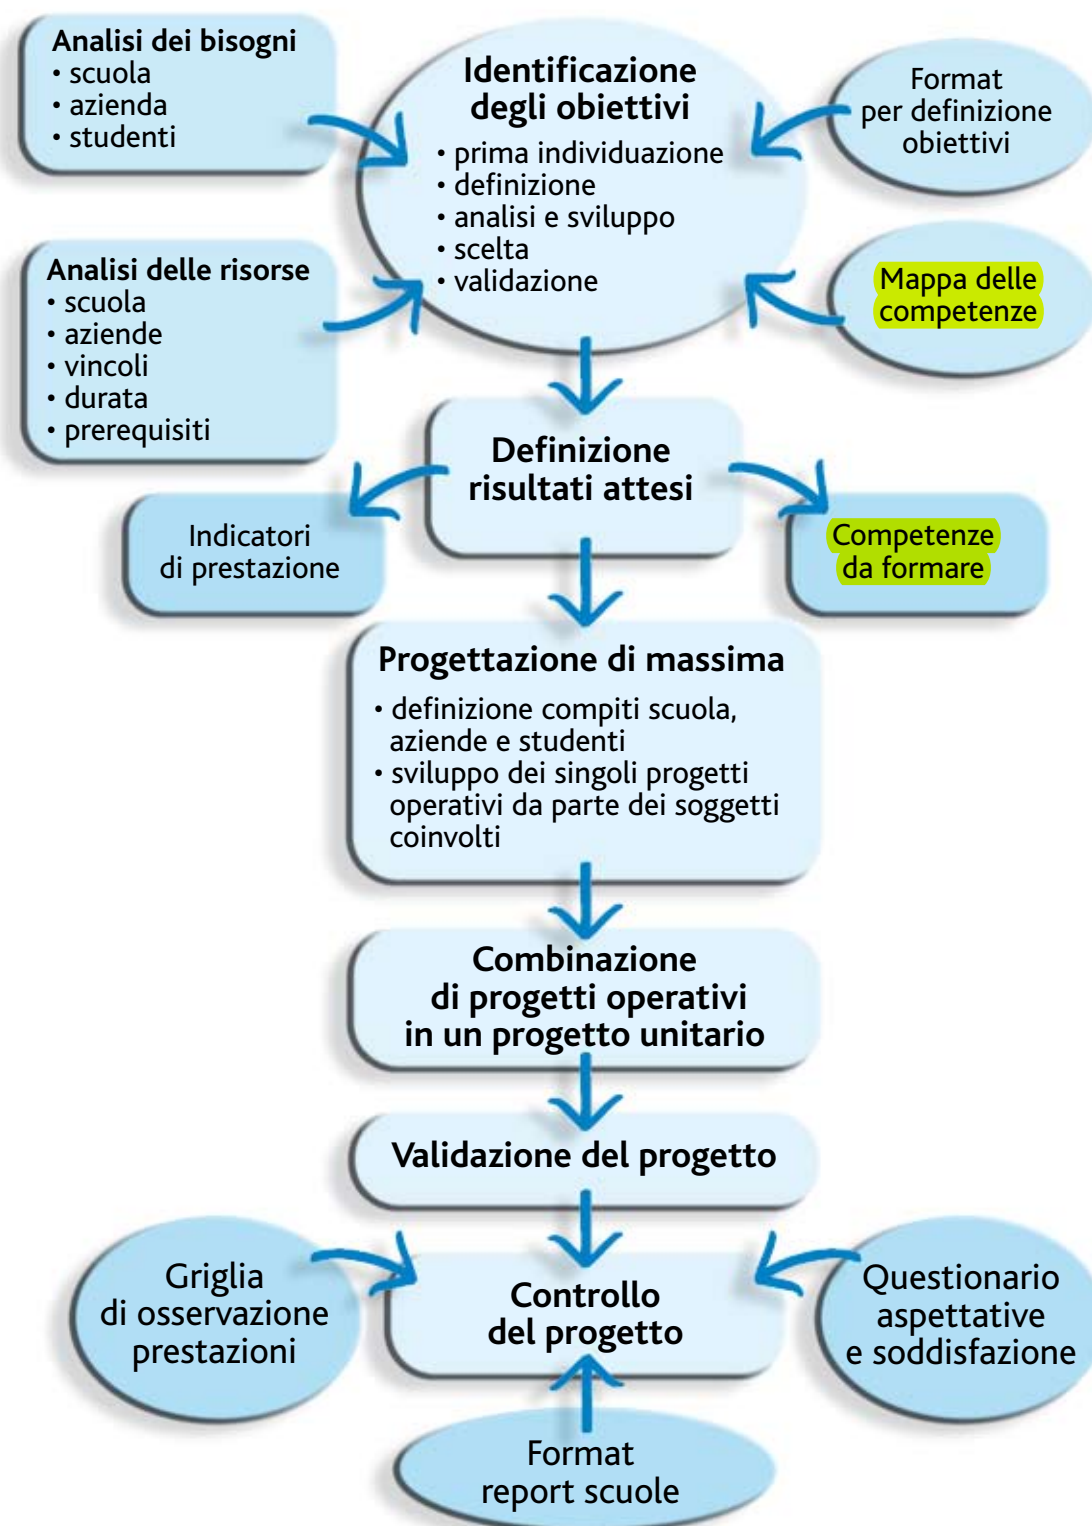 Analisi dei bisogni
• scuola
• azienda
• studenti
Identificazione
degli obiettivi
• prima individuazione
• definizione
• analisi e sviluppo
• scelta
• validazione
Format
per definizione
obiettivi
Analisi delle risorse
• scuola
• aziende
• vincoli
• durata
• prerequisiti
Mappa delle
competenze
Definizione
risultati attesi
Indicatori
di prestazione
Competenze
da formare
Progettazione di massima
• definizione compiti scuola,
aziende e studenti
• sviluppo dei singoli progetti
operativi da parte dei soggetti
coinvolti
Combinazione
di progetti operativi
in un progetto unitario
Validazione del progetto
Griglia
di osservazione
prestazioni
Controllo
del progetto
Questionario
aspettative
e soddisfazione
Format
report scuole